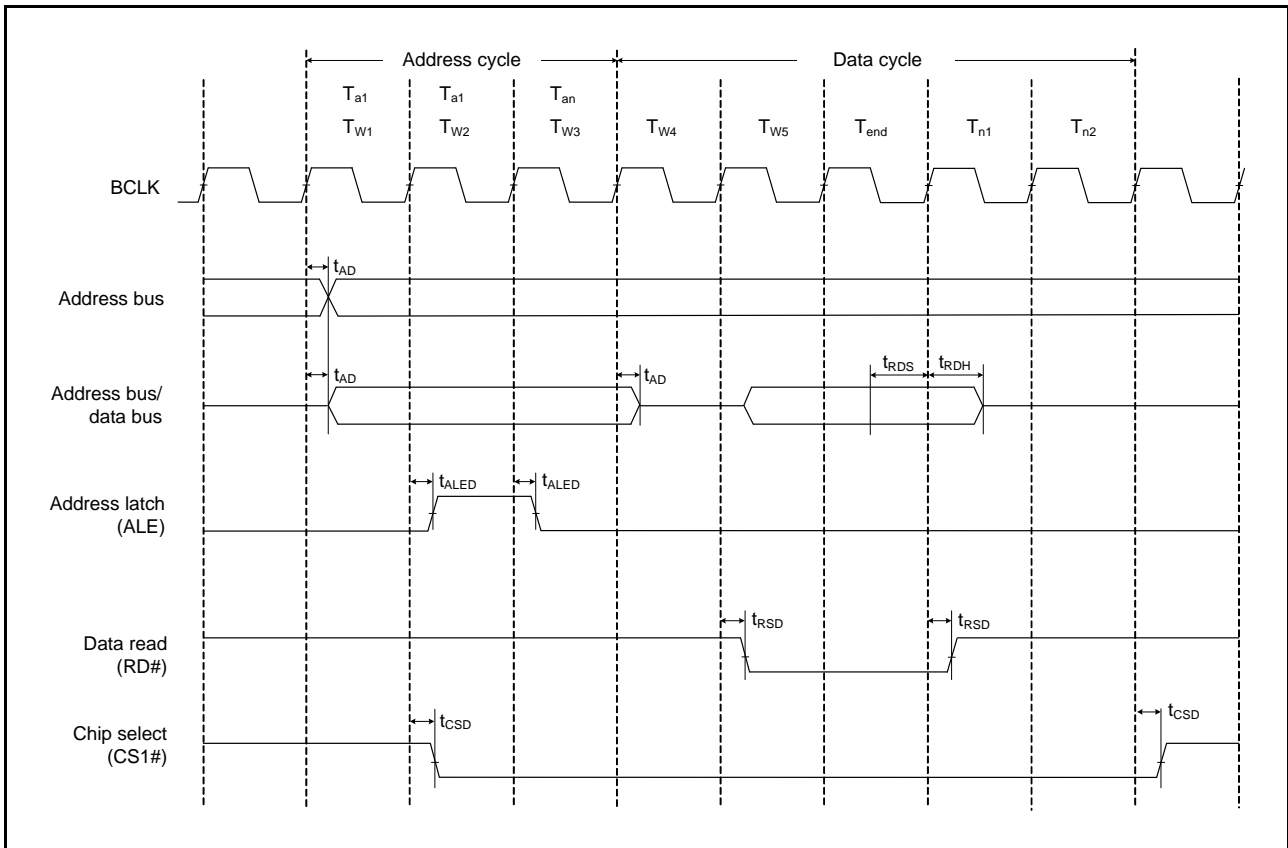 Address cycle Data cycle
Ta1 Ta1 Tan
TW1 TW2 TW3 TW4 TW5 Tend Tn1 Tn2
BCLK
tAD
Address bus
tAD tAD tRDS tRDH
Address bus/
data bus
tALED tALED
Address latch
(ALE)
tRSD tRSD
Data read
(RD#)
tCSD tCSD
Chip select
(CS1#)